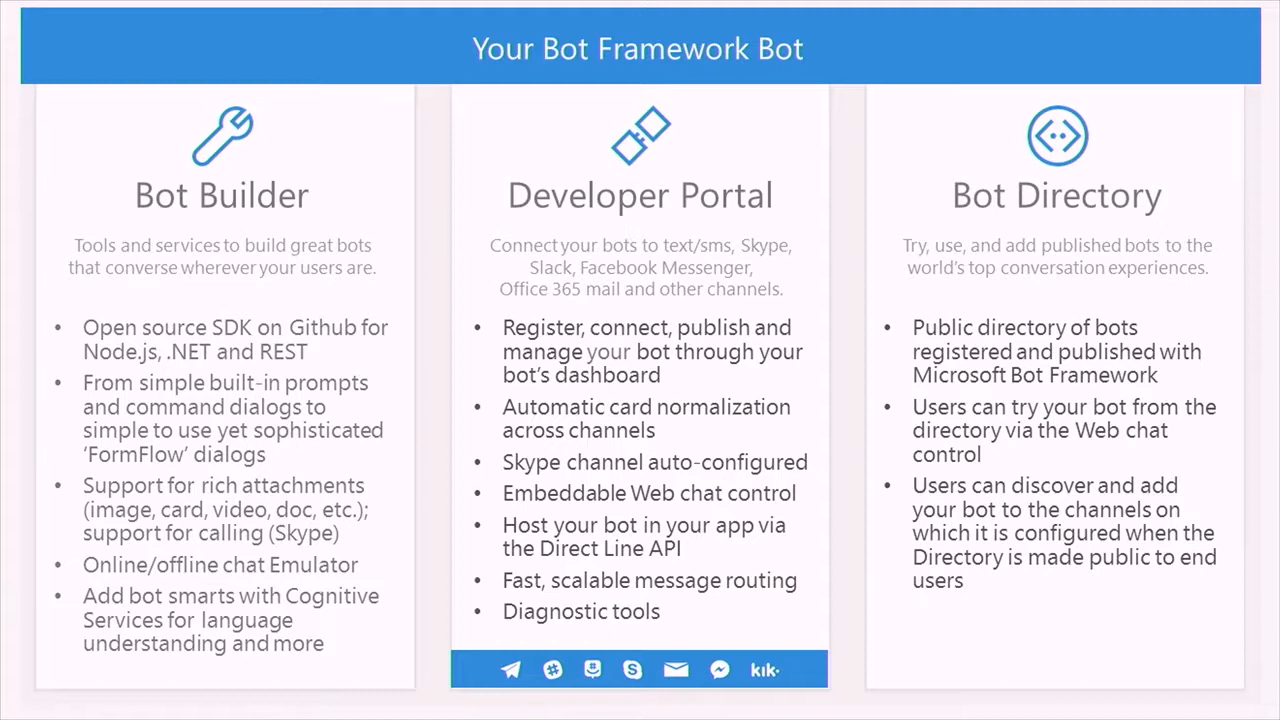 Your Bot Framework Bot
Bot Builder
Tools and services to build great bots
that converse wherever your users are.
• Open source SDK on Github for
Node.js, .NET and REST
• From simple built-in prompts
and command dialogs to
simple to use yet sophisticated
‘FormFlow’ dialogs
• Support for rich attachments
(image, card, video, doc, etc.);
support for calling (Skype)
• Online/offline chat Emulator
• Add bot smarts with Cognitive
Services for language
understanding and more
Developer Portal
Connect your bots to text/sms, Skype,
Slack, Facebook Messenger,
Office 365 mail and other channels.
• Register, connect, publish and
manage your bot through your
bot’s dashboard
• Automatic card normalization
across channels
• Skype channel auto-configured
• Embeddable Web chat control
• Host your bot in your app via
the Direct Line API
• Fast, scalable message routing
• Diagnostic tools
kik·
Bot Directory
Try, use, and add published bots to the
world’s top conversation experiences.
• Public directory of bots
registered and published with
Microsoft Bot Framework
• Users can try your bot from the
directory via the Web chat
control
• Users can discover and add
your bot to the channels on
which it is configured when the
Directory is made public to end
users